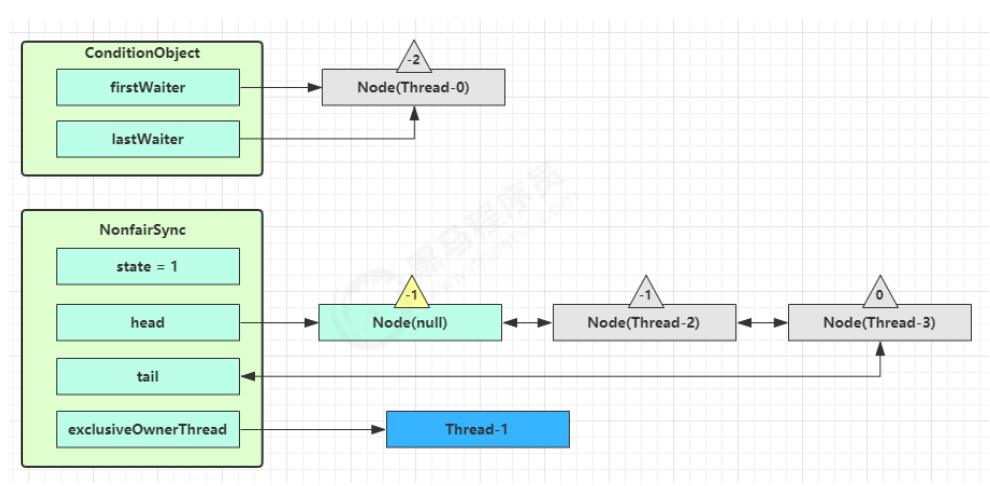 ConditionObject
-2
firstWaiter
Node(Thread-0)
lastWaiter
NonfairSync
state = 1
-1
-1
0
head
Node(null)
Node(Thread-2)
Node(Thread-3)
tail
exclusiveOwnerThread
Thread-1
黑马程序员
www.itheima.com